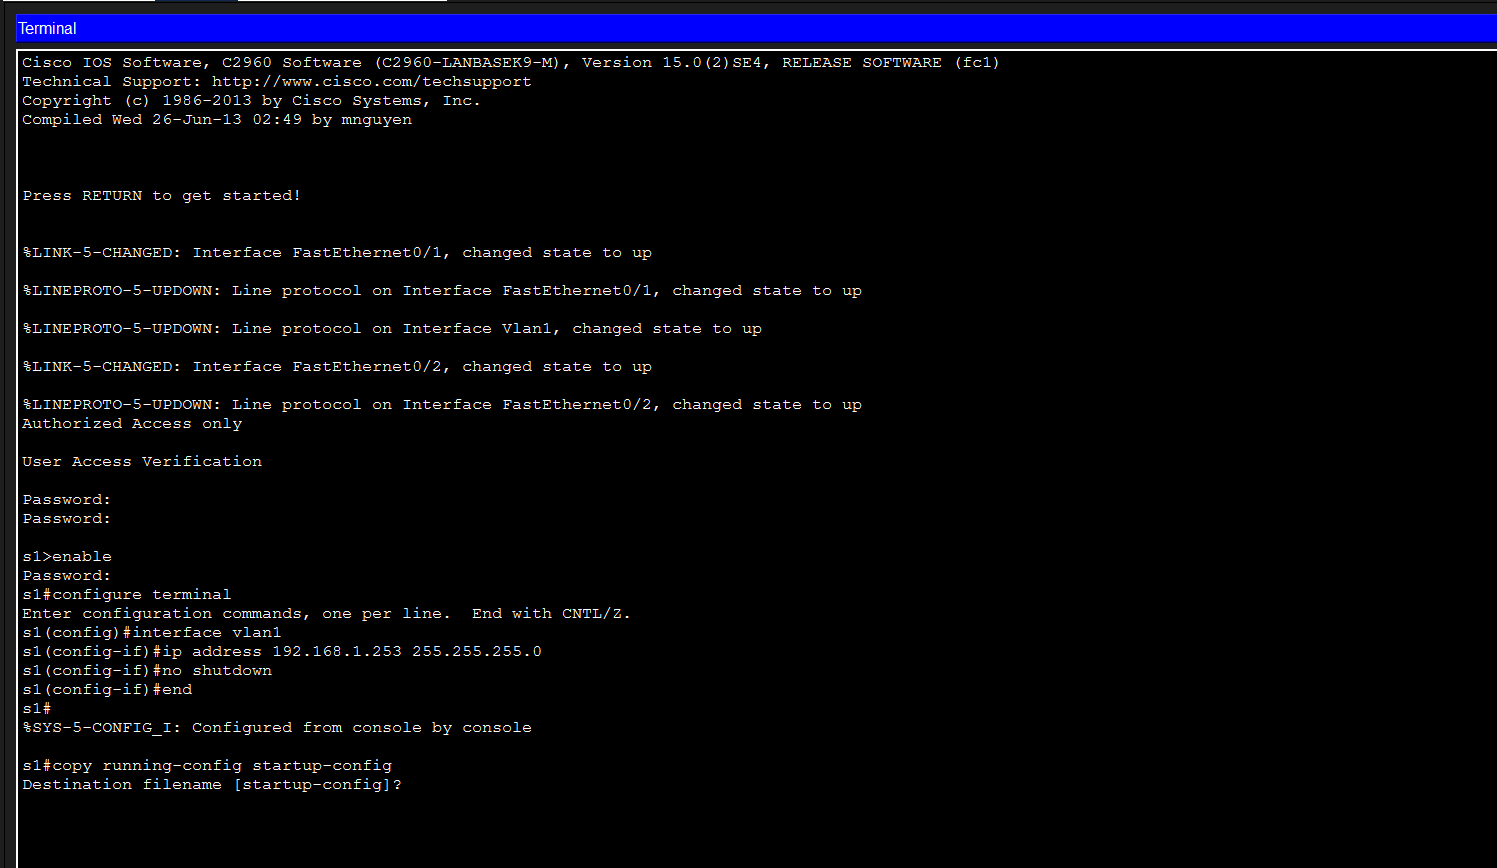 Terminal
Cisco IOS Software, C2960 Software (C2960-LANBASEK9-M), Version 15.0(2)SE4, RELEASE SOFTWARE (fc1)
Technical Support: http://www.cisco.com/techsupport
Copyright (c) 1986-2013 by Cisco Systems, Inc.
Compiled Wed 26-Jun-13 02:49 by mnguyen
Press RETURN to get started!
%LINK-5-CHANGED: Interface FastEthernet0/1, changed state to up
%LINEPROTO-5-UPDOWN: Line protocol on Interface FastEthernet0/1, changed state to up
%LINEPROTO-5-UPDOWN: Line protocol on Interface Vlan1, changed state to up
%LINK-5-CHANGED: Interface FastEthernet0/2, changed state to up
%LINEPROTO-5-UPDOWN: Line protocol on Interface FastEthernet0/2, changed state to up
Authorized Access only
User Access Verification
Password:
Password:
s1>enable
Password:
s1#configure terminal
Enter configuration commands, one per line.  End with CNTL/Z.
s1(config)#interface vlan1
s1(config-if)#ip address 192.168.1.253 255.255.255.0
s1(config-if)#no shutdown
s1(config-if)#end
s1#
%SYS-5-CONFIG_I: Configured from console by console
s1#copy running-config startup-config
Destination filename [startup-config]?